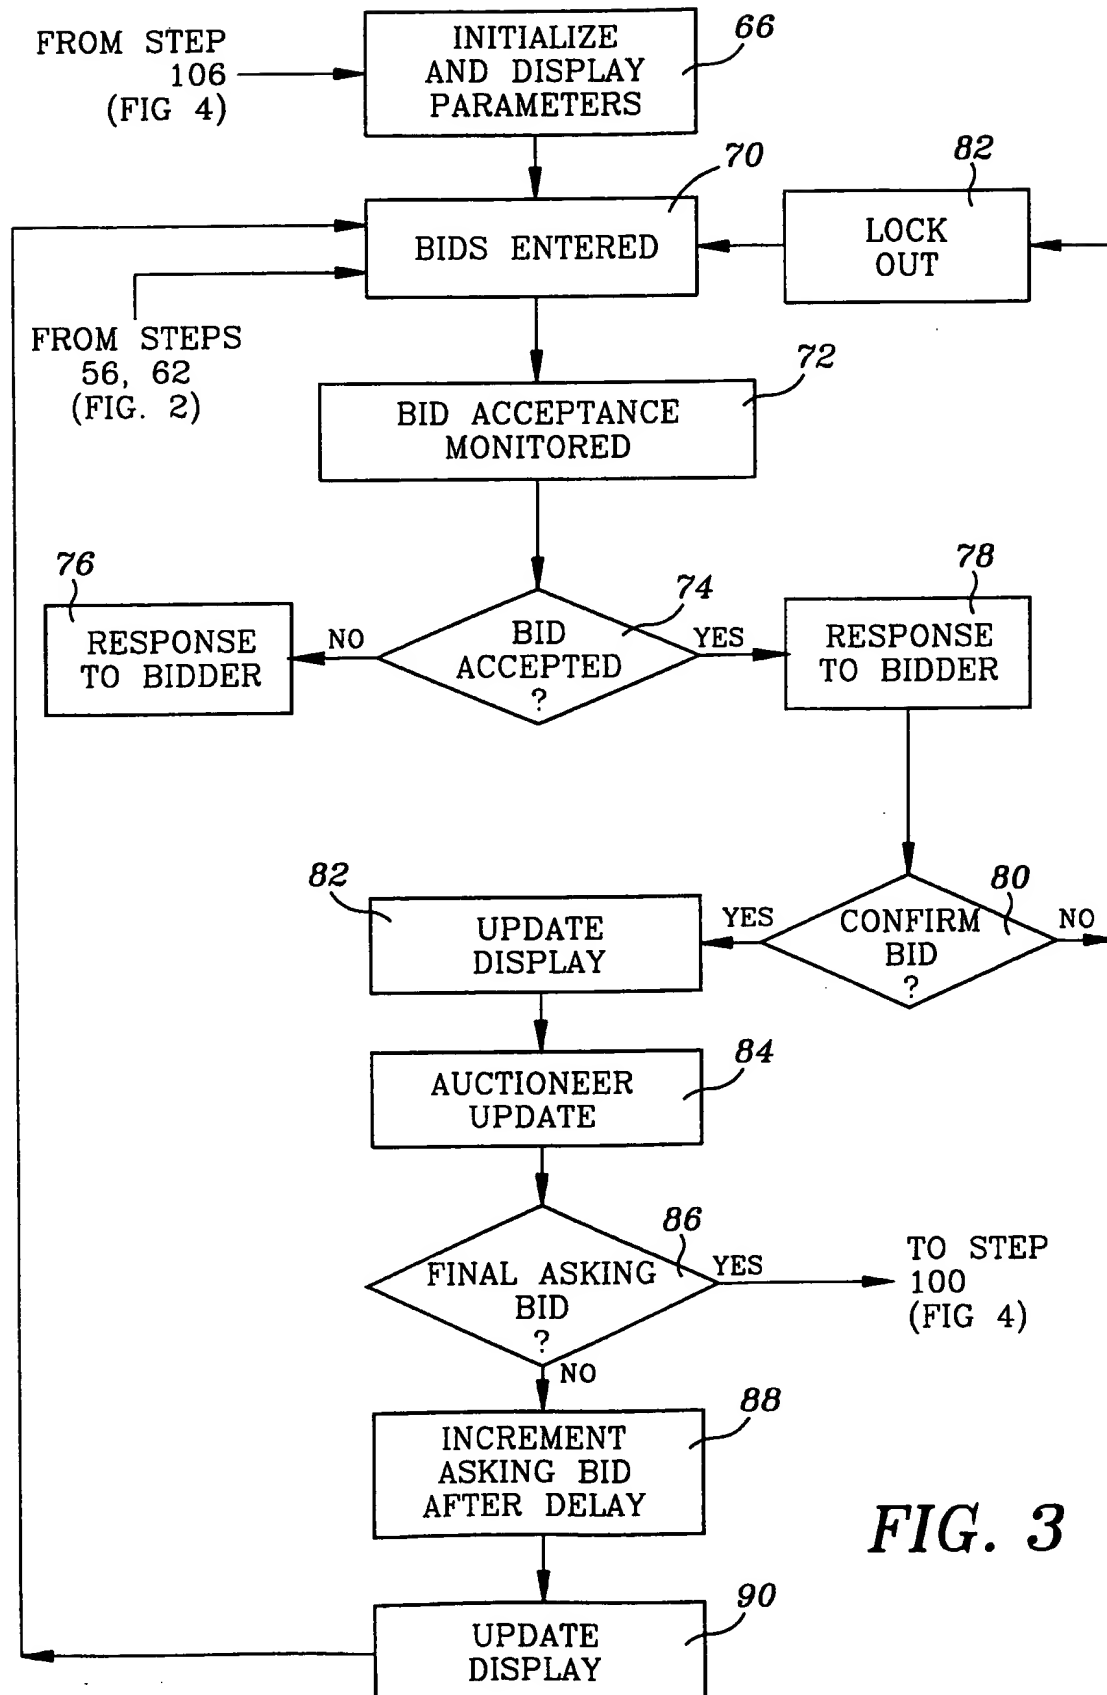 FROM STEP
106
(FIG 4)
INITIALIZE
AND DISPLAY
PARAMETERS
66
70
BIDS ENTERED
82
LOCK
OUT
FROM STEPS
56, 62
(FIG. 2)
72
BID ACCEPTANCE
MONITORED
76
RESPONSE
TO BIDDER
NO
74
BID
ACCEPTED
?
YES
78
RESPONSE
TO BIDDER
82
UPDATE
DISPLAY
YES
80
CONFIRM
BID
?
NO
84
AUCTIONEER
UPDATE
86
FINAL ASKING
BID
?
YES
TO STEP
100
(FIG 4)
NO
88
INCREMENT
ASKING BID
AFTER DELAY
FIG. 3
90
UPDATE
DISPLAY